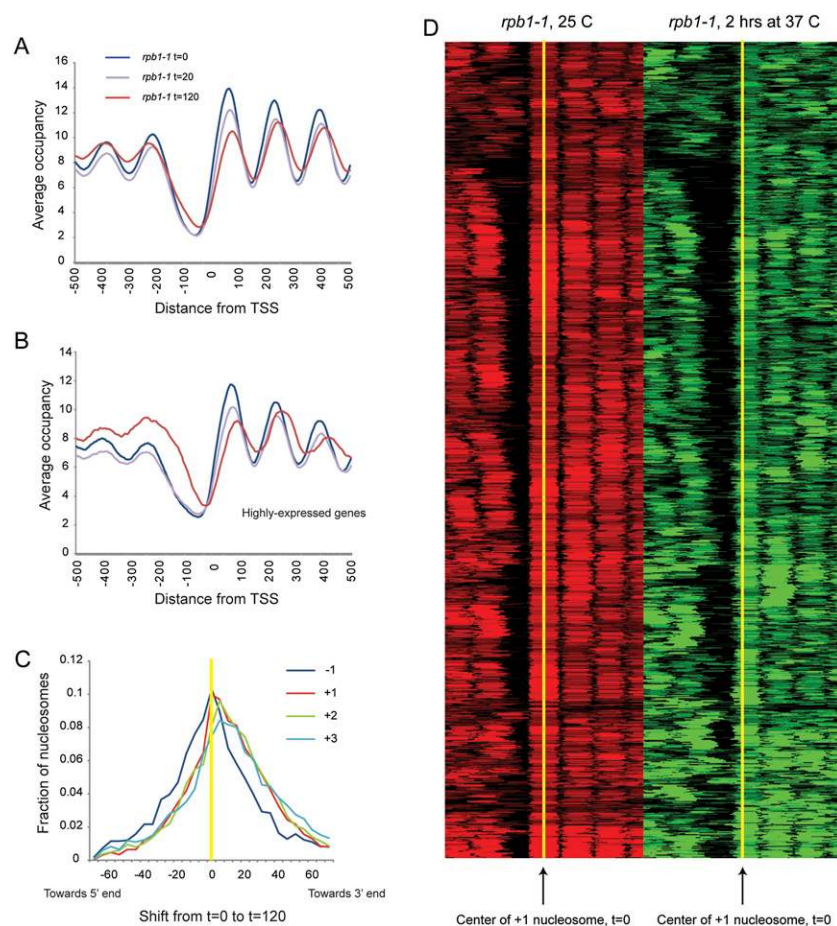 A
rpb1-1 t=0
rpb1-1 t=20
rpb1-1 t=120
Average occupancy
16
14
12
10
8
6
4
2
0
-500
-400
-300
-200
-100
0
100
200
300
400
500
Distance from TSS
B
Average occupancy
14
12
10
8
6
4
2
0
Highly-expressed genes
-500
-400
-300
-200
-100
0
100
200
300
400
500
Distance from TSS
C
-1
+1
+2
+3
Fraction of nucleosomes
0.12
0.1
0.08
0.06
0.04
0.02
0
-60
-40
-20
0
20
40
60
Towards 5' end
Towards 3' end
Shift from t=0 to t=120
D
rpb1-1, 25 C
rpb1-1, 2 hrs at 37 C
Center of +1 nucleosome, t=0
Center of +1 nucleosome, t=0